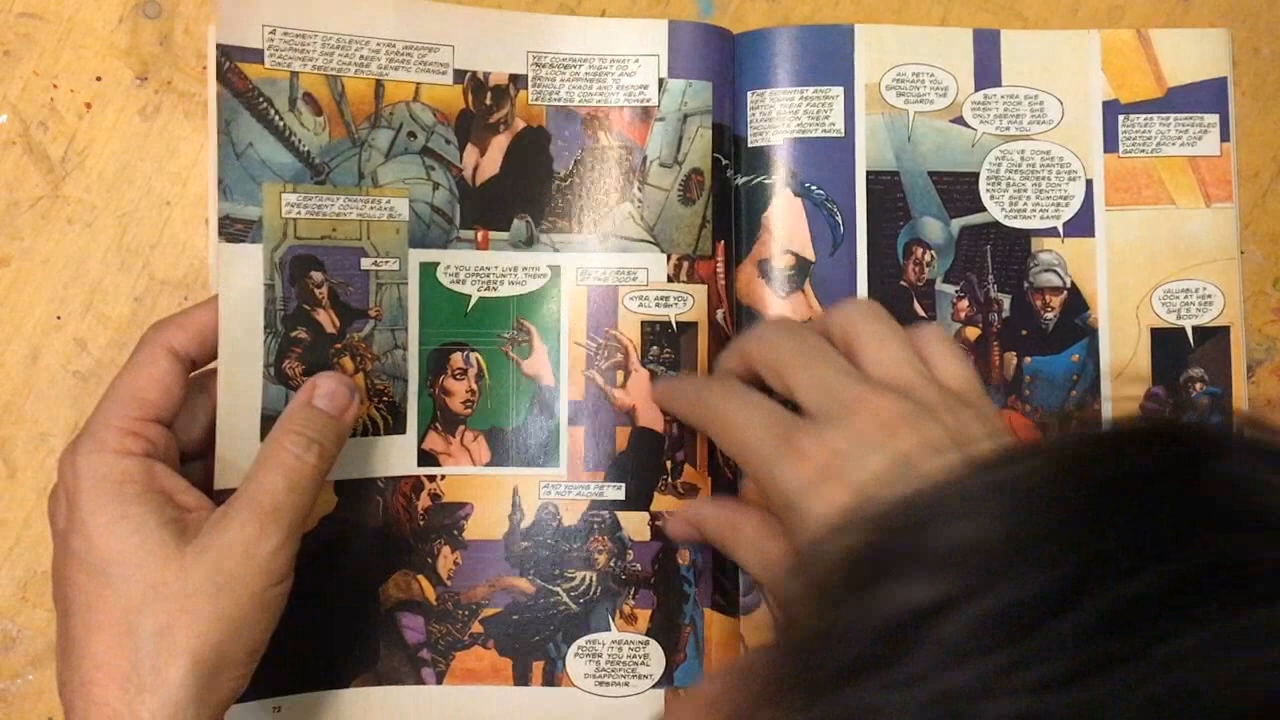 A MOMENT OF SILENCE. KYRA, WRAPPED
IN THOUGHT, STARED AT THE SPRAWL OF
EQUIPMENT SHE HAD BEEN YEARS CREATING
MACHINERY OF CHANGE. GENETIC CHANGE.
ONCE, IT SEEMED ENOUGH.
YET COMPARED TO WHAT A
PRESIDENT MIGHT DO...!
TO LOOK ON MISERY AND
BRING HAPPINESS, TO
BEHOLD CHAOS AND RESTORE
ORDER, TO CONFRONT HELP-
LESSNESS AND WIELD POWER...
CERTAINLY CHANGES A
PRESIDENT COULD MAKE,
IF A PRESIDENT WOULD BUT...
ACT!
IF YOU CAN'T LIVE WITH
THE OPPORTUNITY, THERE
ARE OTHERS WHO
CAN.
BUT A CRASH
AT THE DOOR...
KYRA, ARE YOU
ALL RIGHT..?
AND YOUNG PETTA
IS NOT ALONE...
WELL MEANING
FOOL! IT'S NOT
POWER YOU HAVE,
IT'S PERSONAL
SACRIFICE,
DISAPPOINTMENT,
DESPAIR...
72
THE SCIENTIST AND
HER YOUNG ASSISTANT
WATCH, THEIR FACES
IN THE SAME SILENT
EXPRESSION, THEIR
THOUGHTS MOVING IN
VERY DIFFERENT WAYS,
UNTIL...
AH, PETTA,
PERHAPS YOU
SHOULDN'T HAVE
BROUGHT THE
GUARDS.
BUT, KYRA, SHE
WASN'T POOR, SHE
WASN'T RICH -- SHE
ONLY SEEMED MAD
AND I WAS AFRAID
FOR YOU
YOU'VE DONE
WELL, BOY. SHE'S
THE ONE WE WANTED
THE PRESIDENT'S GIVEN
SPECIAL ORDERS TO GET
HER BACK. WE DON'T
KNOW HER IDENTITY,
BUT SHE'S RUMORED
TO BE A VALUABLE
PLAYER IN AN IM-
PORTANT GAME
BUT AS THE GUARDS
HUSTLED THE DISHEVELED
WOMAN OUT THE LAB-
ORATORY DOOR, ONE
TURNED BACK AND
GROWLED...
VALUABLE?
LOOK AT HER!
YOU CAN SEE
SHE'S NO-
BODY!